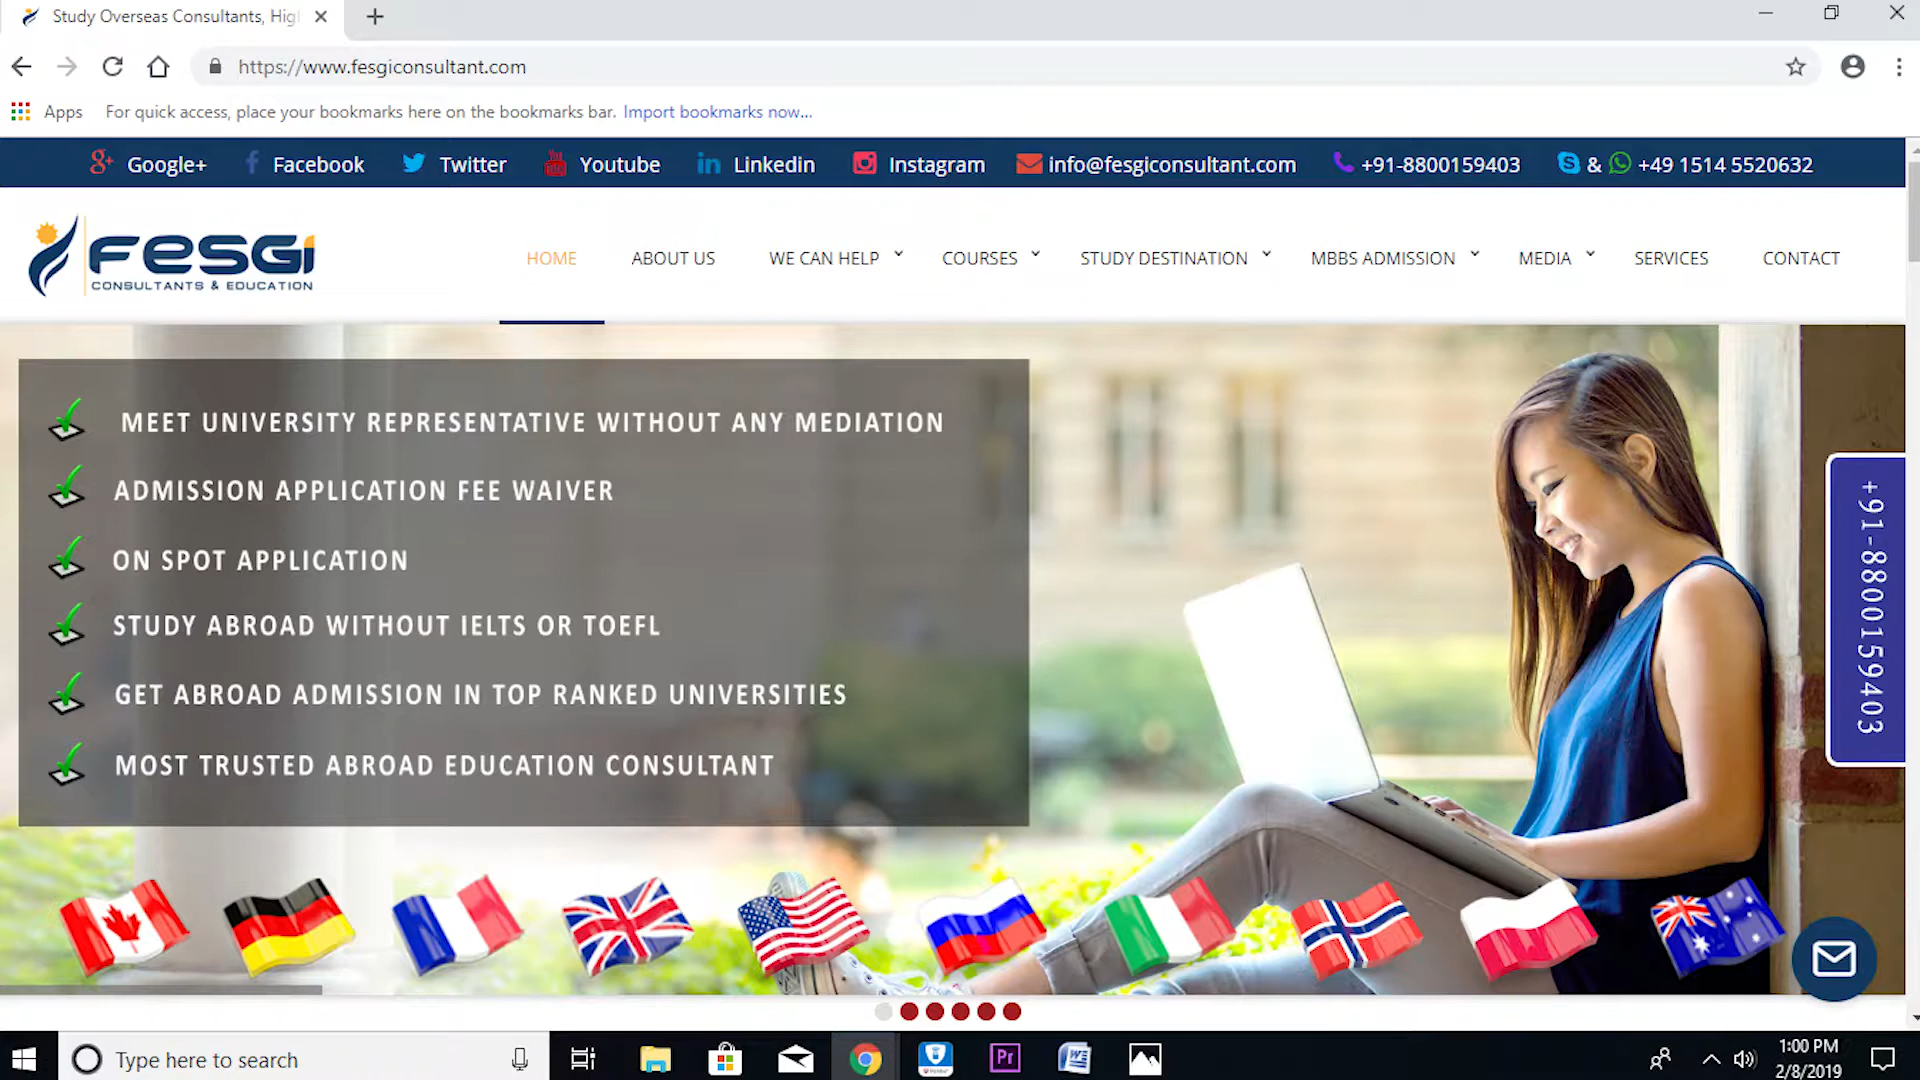 Study Overseas Consultants, Hig
https://www.fesgiconsultant.com
Apps For quick access, place your bookmarks here on the bookmarks bar. Import bookmarks now...
Google+ Facebook Twitter Youtube Linkedin Instagram info@fesgiconsultant.com +91-8800159403 & +49 1514 5520632
FESGI
CONSULTANTS & EDUCATION
HOME ABOUT US WE CAN HELP COURSES STUDY DESTINATION MBBS ADMISSION MEDIA SERVICES CONTACT
MEET UNIVERSITY REPRESENTATIVE WITHOUT ANY MEDIATION
ADMISSION APPLICATION FEE WAIVER
ON SPOT APPLICATION
STUDY ABROAD WITHOUT IELTS OR TOEFL
GET ABROAD ADMISSION IN TOP RANKED UNIVERSITIES
MOST TRUSTED ABROAD EDUCATION CONSULTANT
+91-8800159403
Type here to search
Pr
1:00 PM
2/8/2019